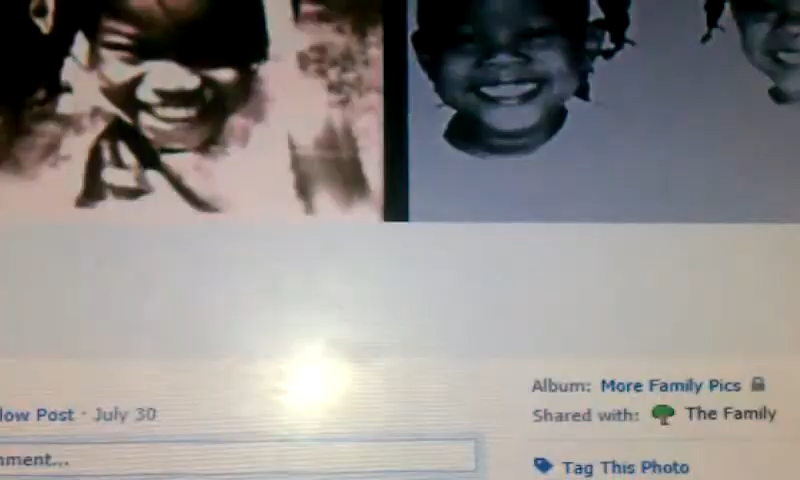 Album: More Family Pics
low Post · July 30
Shared with: The Family
mment...
Tag This Photo